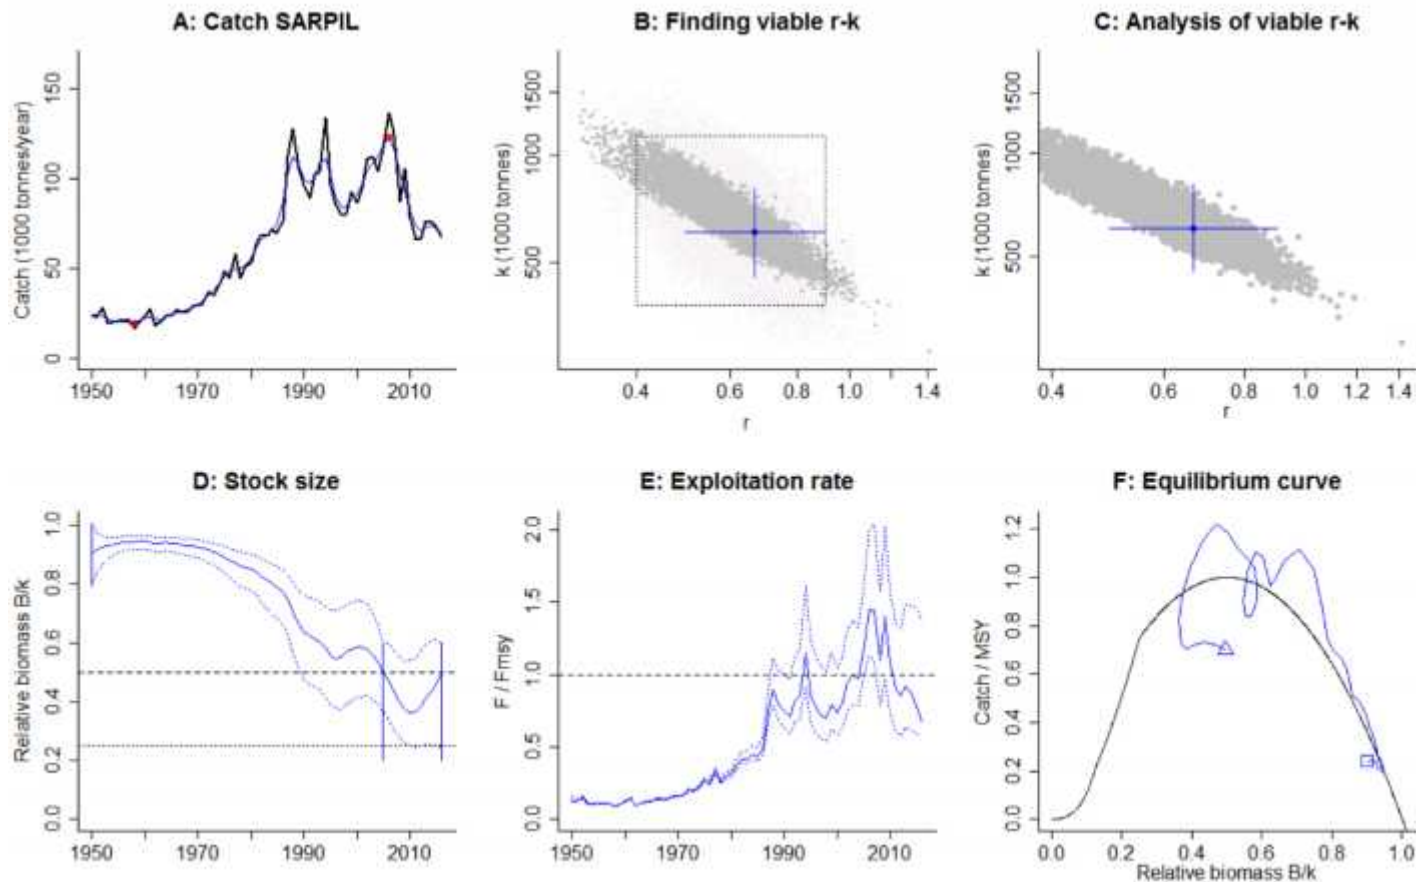 A: Catch SARPIL
B: Finding viable r-k
C: Analysis of viable r-k
Catch (1000 tonnes/year)
0 50 100 150
1950 1970 1990 2010
k (1000 tonnes)
500 1000 1500
0.4 0.6 0.8 1.0 1.4
r
k (1000 tonnes)
500 1000 1500
0.4 0.6 0.8 1.0 1.2 1.4
r
D: Stock size
E: Exploitation rate
F: Equilibrium curve
Relative biomass B/k
0.0 0.2 0.4 0.6 0.8 1.0
1950 1970 1990 2010
F / Fmsy
0.0 0.5 1.0 1.5 2.0
1950 1970 1990 2010
Catch / MSY
0.0 0.2 0.4 0.6 0.8 1.0 1.2
0.0 0.2 0.4 0.6 0.8 1.0
Relative biomass B/k